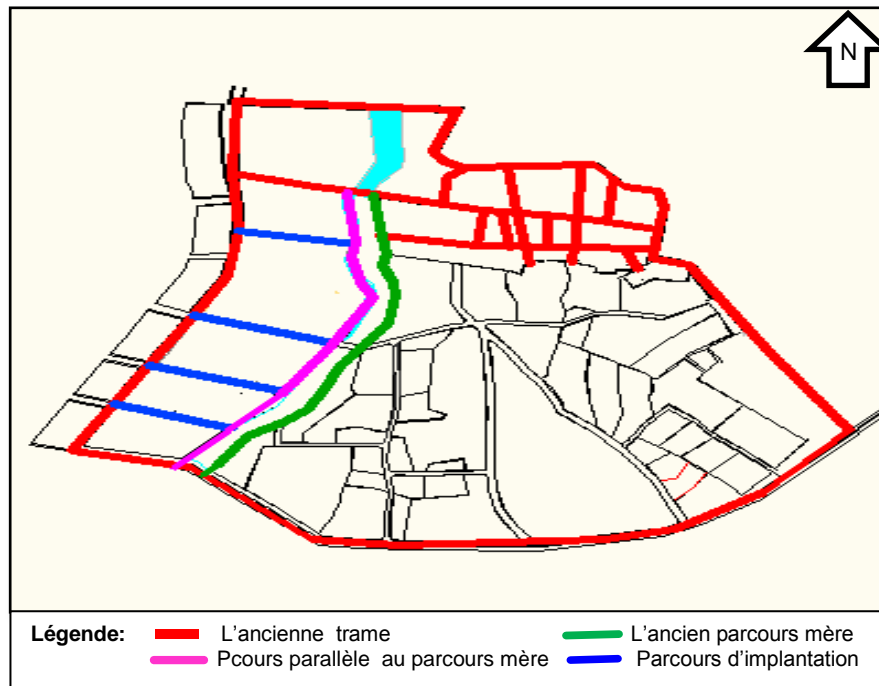 N
Légende: L'ancienne trame L'ancien parcours mère
Pcours parallèle au parcours mère Parcours d'implantation